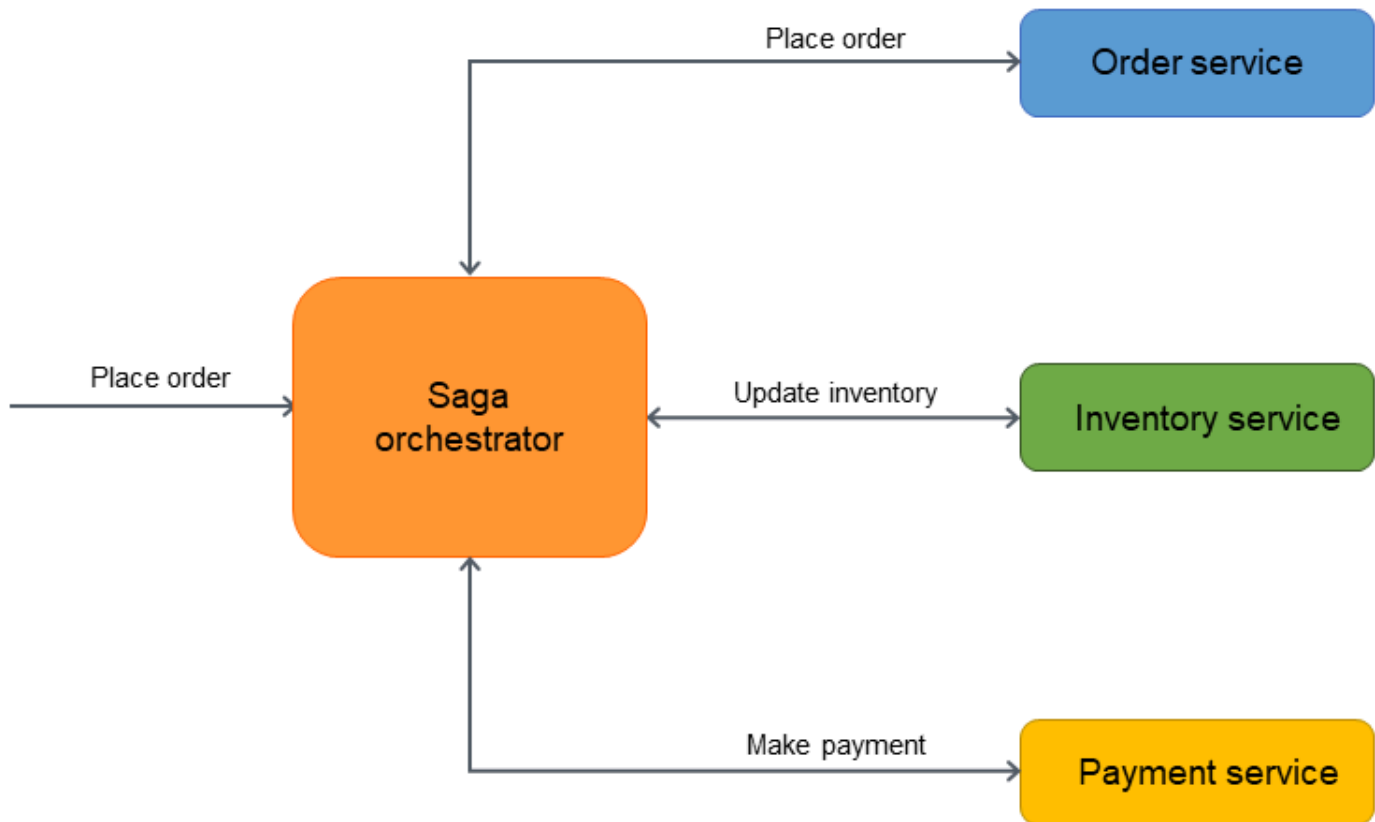 Place order
Order service
Place order
Saga
orchestrator
Update inventory
Inventory service
Make payment
Payment service